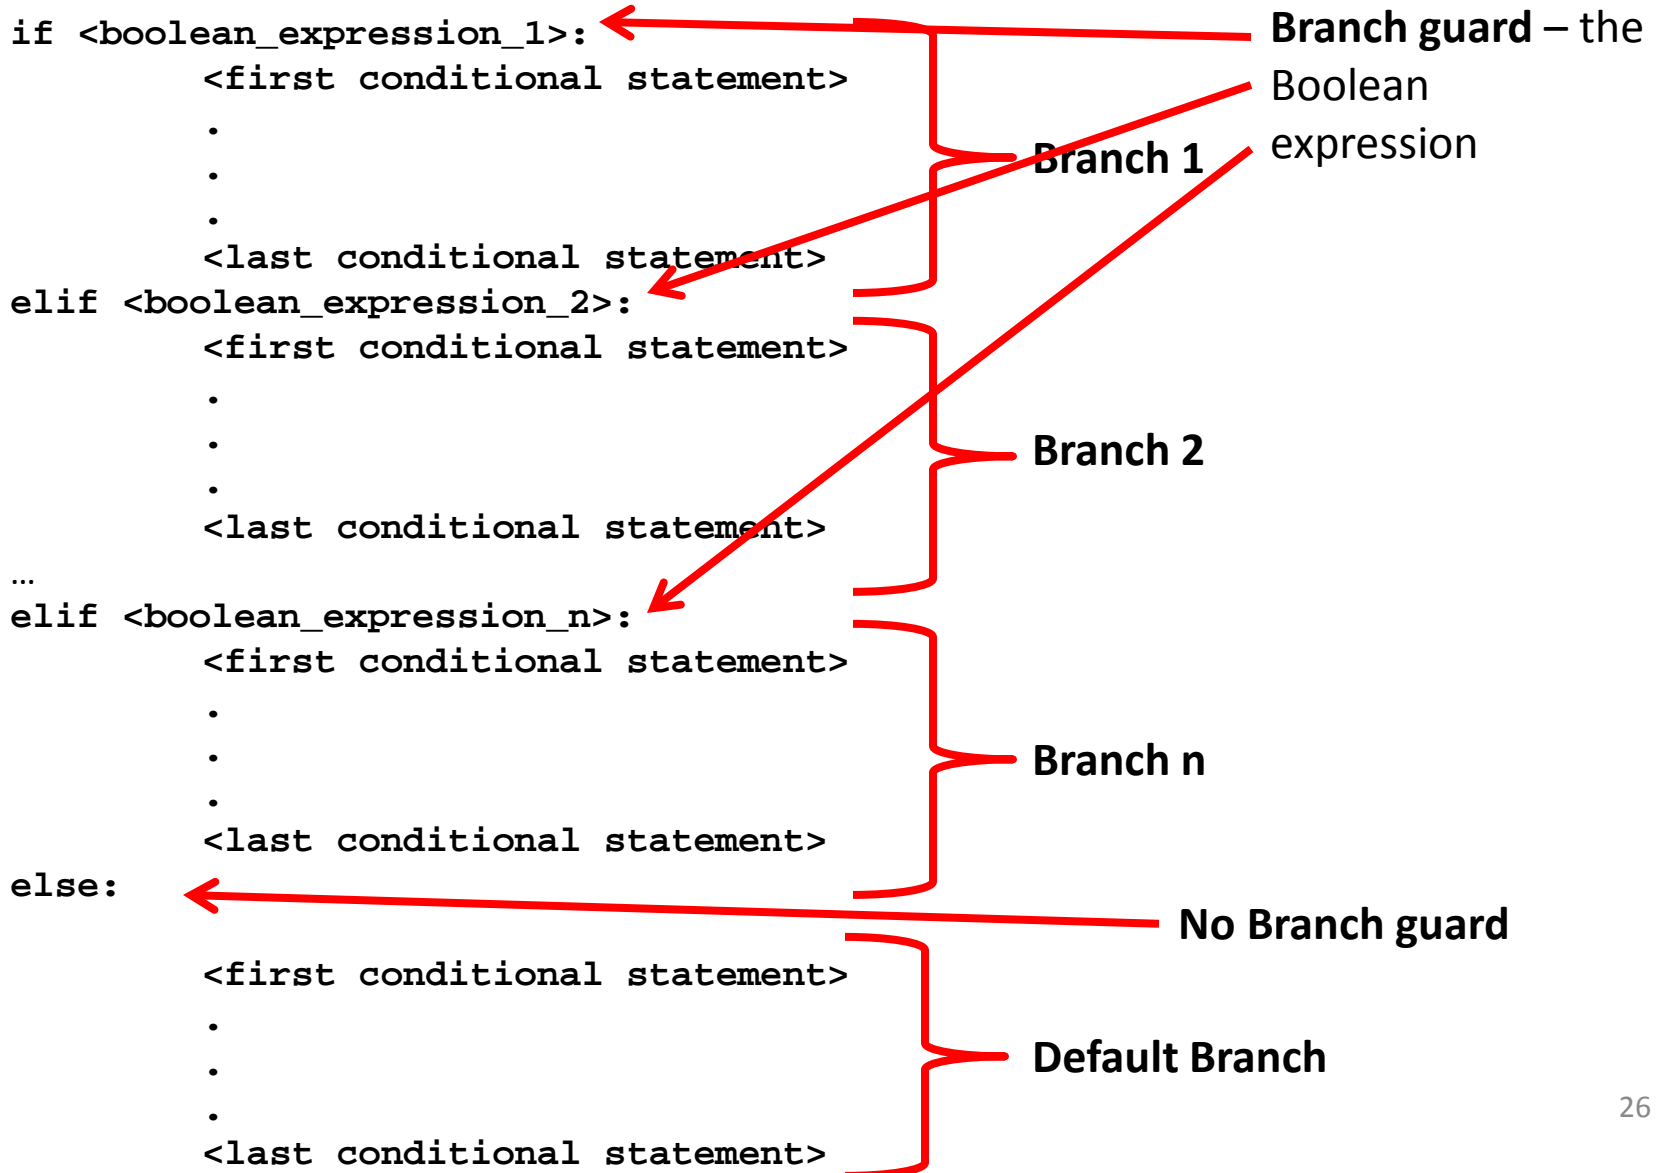 if <boolean_expression_1>:
<first conditional statement>
.
.
.
<last conditional statement>
elif <boolean_expression_2>:
<first conditional statement>
.
.
.
<last conditional statement>
…
elif <boolean_expression_n>:
<first conditional statement>
.
.
.
<last conditional statement>
else:
<first conditional statement>
.
.
.
<last conditional statement>
Branch guard – the
Boolean
expression
Branch 1
Branch 2
Branch n
No Branch guard
Default Branch
26